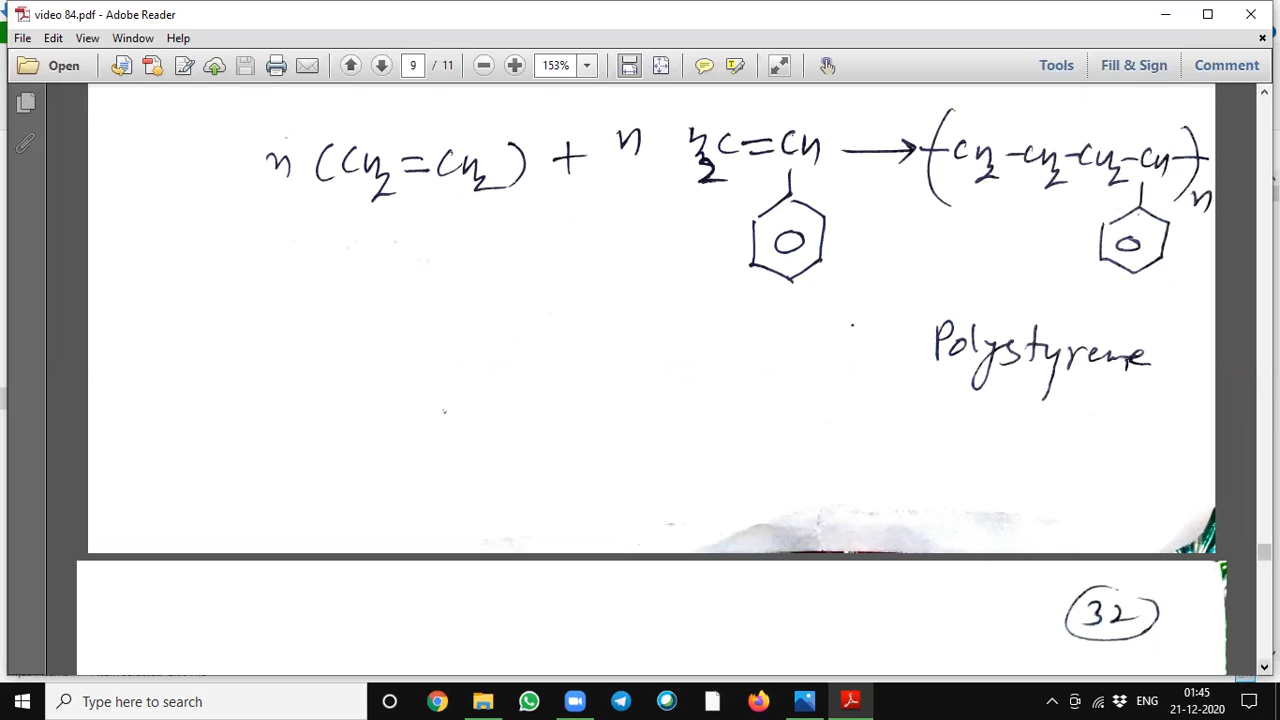 video 84.pdf - Adobe Reader
File Edit View Window Help
Open 9 / 11 153% Tools Fill & Sign Comment
n (CH2=CH2) + n H2C=CH ⟶ (CH2-CH2-CH2-CH)n
Polystyrene
32
Type here to search
ENG 01:45
21-12-2020